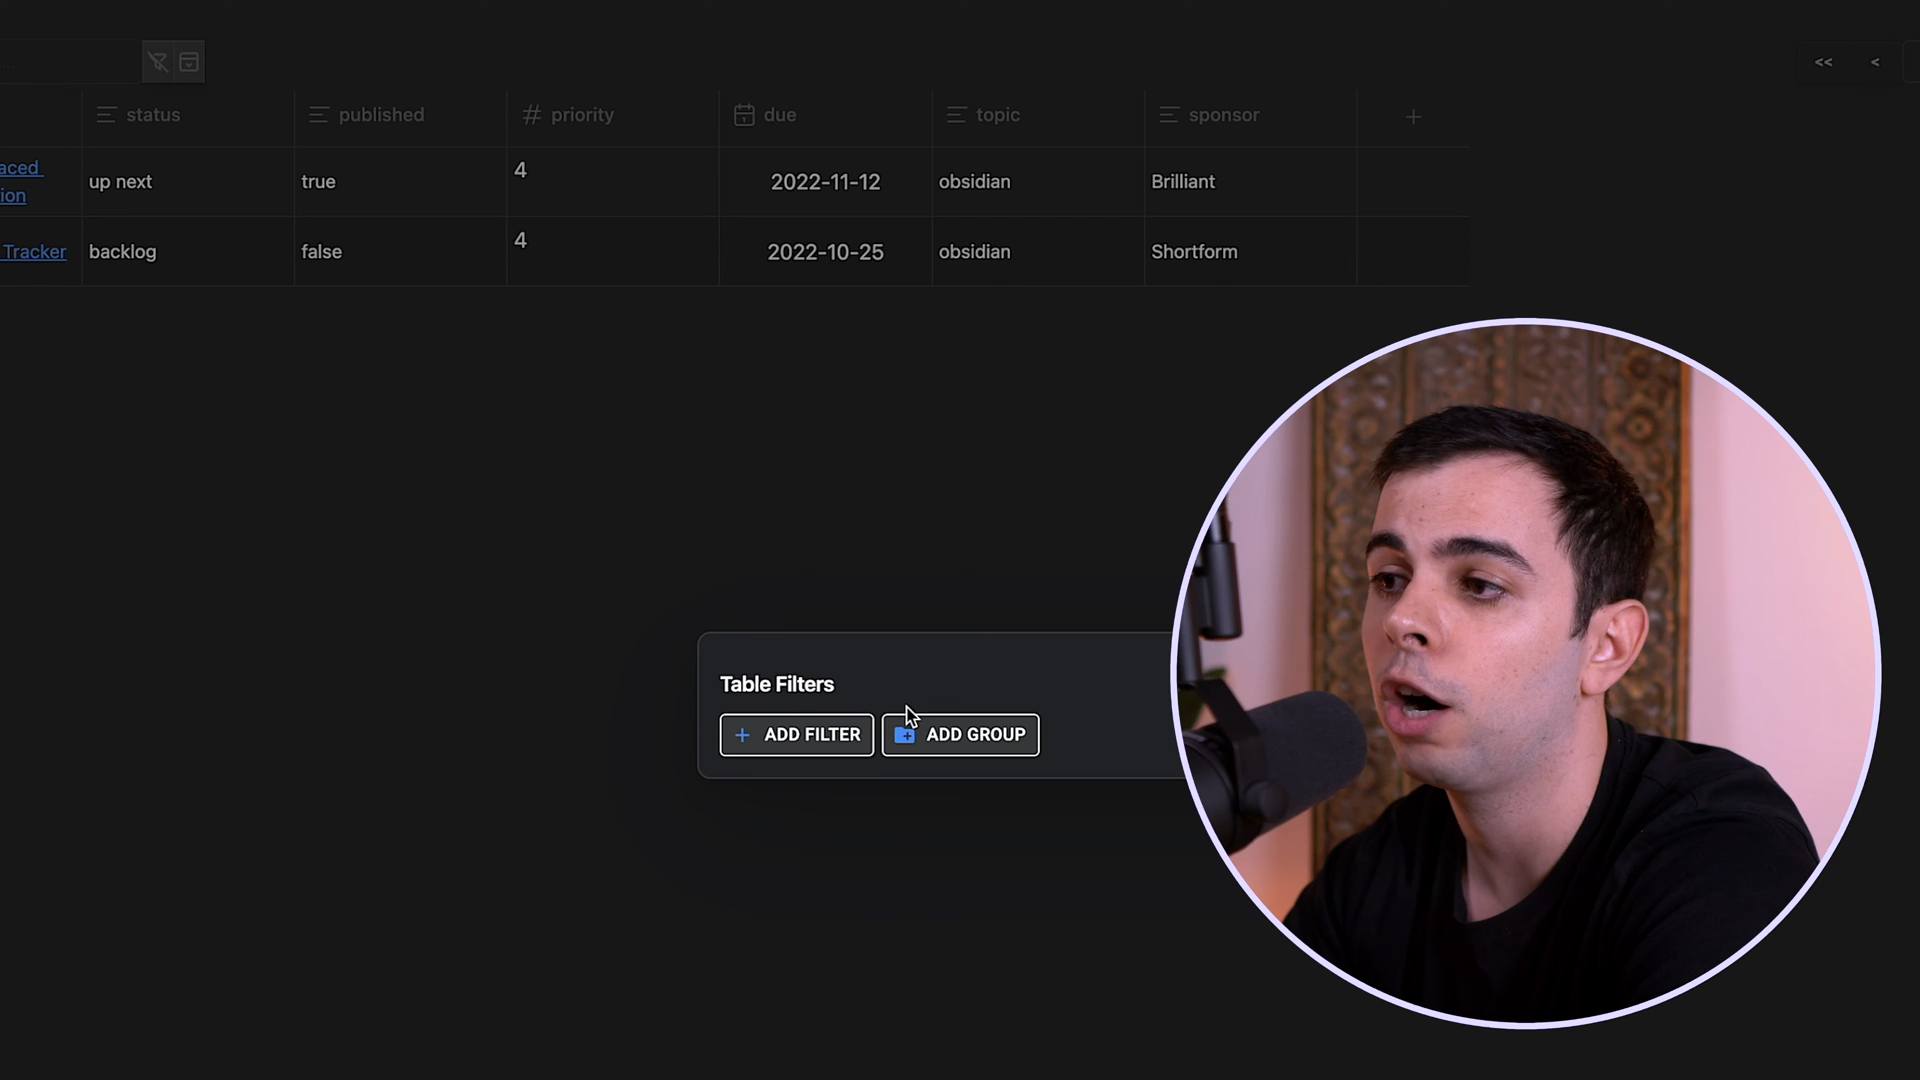 ...
<<
<
status
published
# priority
due
topic
sponsor
+
aced
ion
up next
true
4
2022-11-12
obsidian
Brilliant
Tracker
backlog
false
4
2022-10-25
obsidian
Shortform
Table Filters
+ ADD FILTER
ADD GROUP